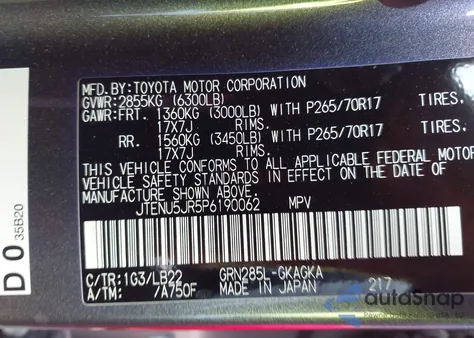 MFD.BY:TOYOTA MOTOR CORPORATION
GVWR:2855KG (6300LB)
GAWR:FRT. 1360KG (3000LB) WITH P265/70R17 TIRES.
17X7J RIMS.
RR. 1560KG (3450LB) WITH P265/70R17 TIRES.
17X7J RIMS.
THIS VEHICLE CONFORMS TO ALL APPLICABLE FEDERAL MOTOR
VEHICLE SAFETY STANDARDS IN EFFECT ON THE DATE OF
MANUFACTURE SHOWN ABOVE.
JTENU5JR5P6190062 MPV
C/TR:1G3/LB22 GRN285L-GKAGKA
A/TM: /A750F MADE IN JAPAN 217
D 0 35B20
autoSnap